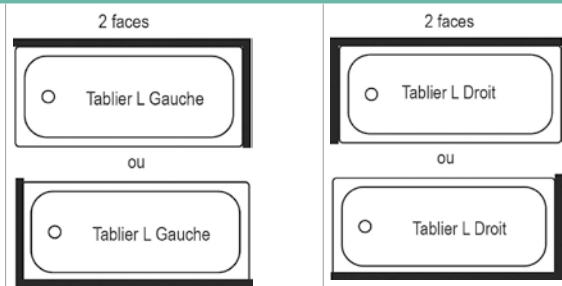 2 faces
Tablier L Gauche
ou
Tablier L Gauche
2 faces
Tablier L Droit
ou
Tablier L Droit